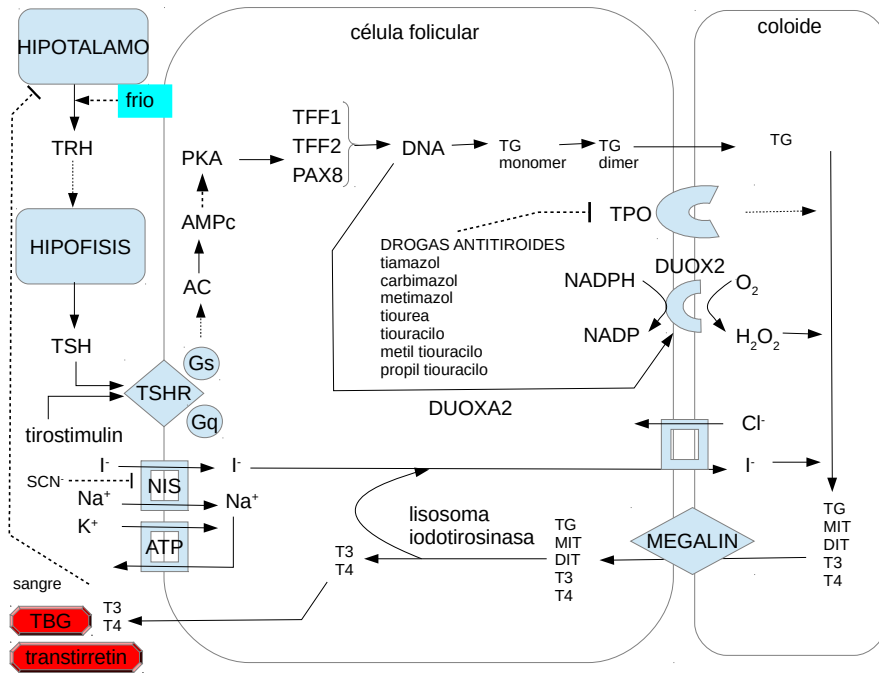 HIPOTALAMO
célula folicular
coloide
frio
TFF1
TFF2
PAX8
TRH
PKA
DNA
TG
monomer
TG
dimer
TG
AMPc
HIPOFISIS
TPO
DROGAS ANTITIROIDES
tiamazol
carbimazol
metimazol
tiourea
tiouracilo
metil tiouracilo
propil tiouracilo
AC
NADPH
DUOX2
O2
NADP
H2O2
TSH
Gs
TSHR
Gq
DUOXA2
tirostimulin
Cl-
I-
NIS
I-
I-
SCN-
Na+
Na+
K+
ATP
lisosoma
iodotirosinasa
TG
MIT
DIT
T3
T4
MEGALIN
TG
MIT
DIT
T3
T4
T3
T4
sangre
TBG
T3
T4
transtirretin